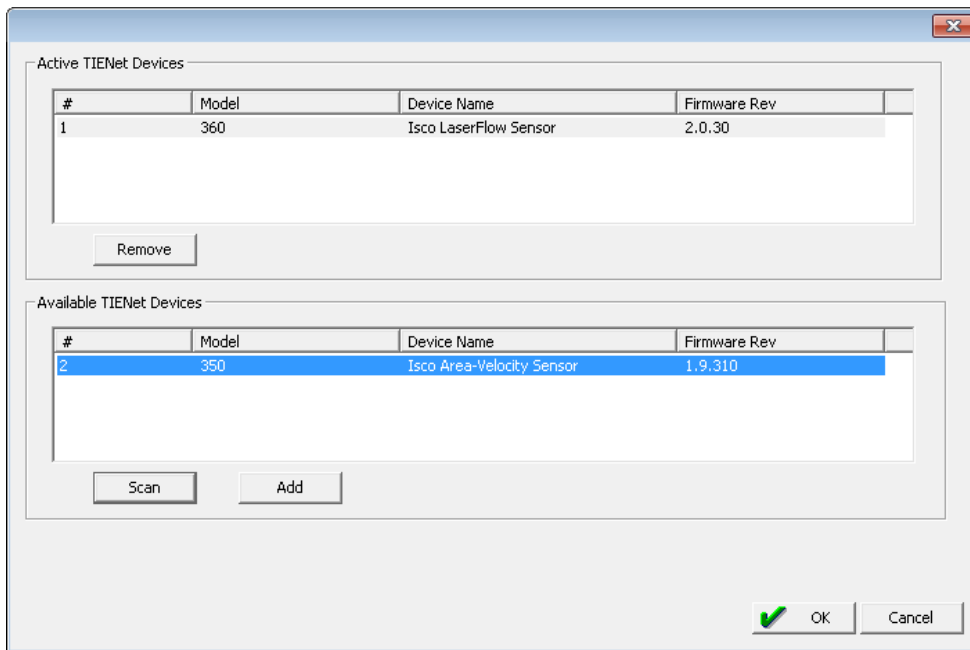 Active TIENet Devices
# Model Device Name Firmware Rev
1 360 Isco LaserFlow Sensor 2.0.30
Remove
Available TIENet Devices
# Model Device Name Firmware Rev
2 350 Isco Area-Velocity Sensor 1.9.310
Scan Add
OK Cancel